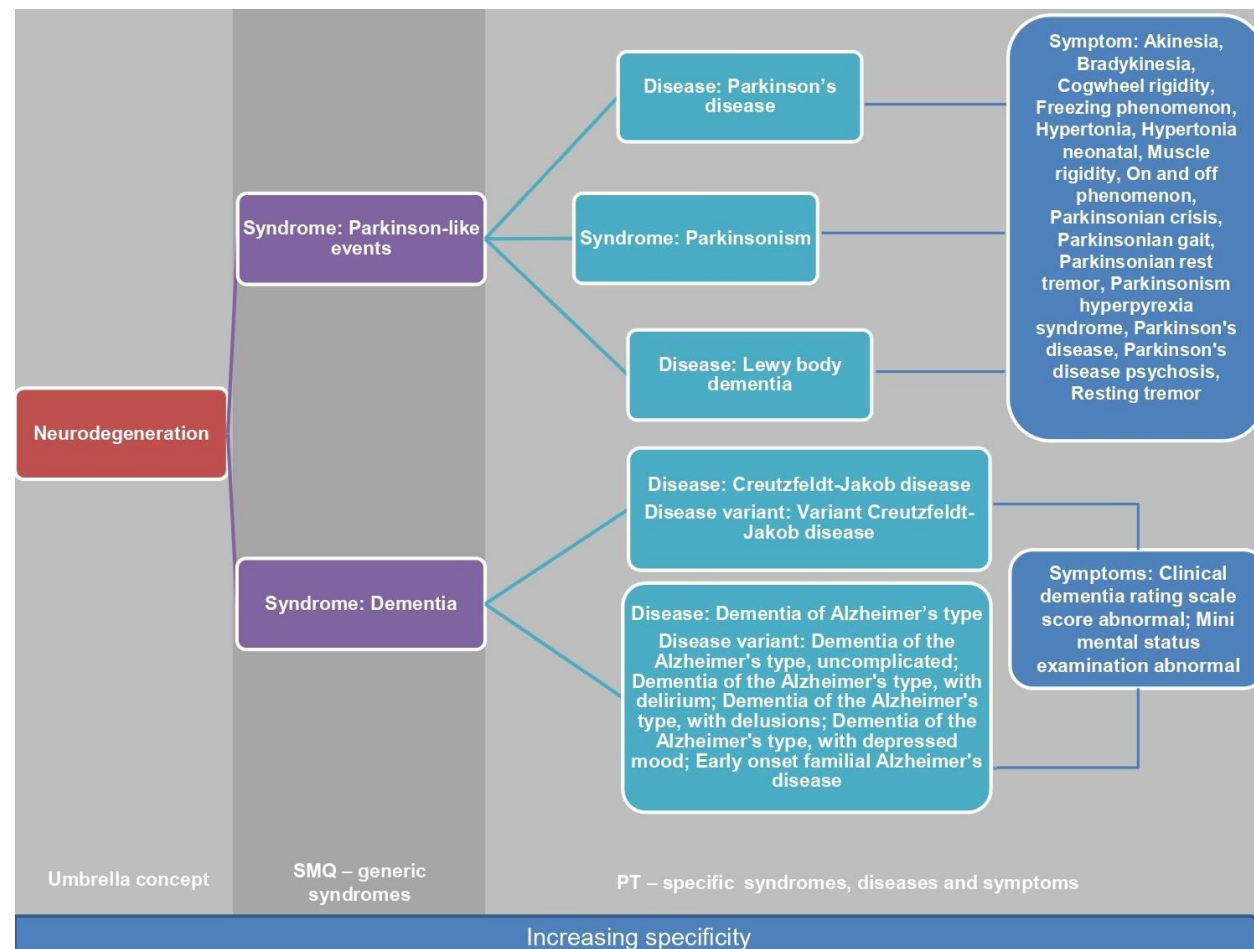 Neurodegeneration
Syndrome: Parkinson-like
events
Syndrome: Dementia
Disease: Parkinson’s
disease
Syndrome: Parkinsonism
Disease: Lewy body
dementia
Disease: Creutzfeldt-Jakob disease
Disease variant: Variant Creutzfeldt-
Jakob disease
Disease: Dementia of Alzheimer’s type
Disease variant: Dementia of the
Alzheimer's type, uncomplicated;
Dementia of the Alzheimer's type, with
delirium; Dementia of the Alzheimer's
type, with delusions; Dementia of the
Alzheimer's type, with depressed
mood; Early onset familial Alzheimer's
disease
Symptom: Akinesia,
Bradykinesia,
Cogwheel rigidity,
Freezing phenomenon,
Hypertonia, Hypertonia
neonatal, Muscle
rigidity, On and off
phenomenon,
Parkinsonian crisis,
Parkinsonian gait,
Parkinsonian rest
tremor, Parkinsonism
hyperpyrexia
syndrome, Parkinson's
disease, Parkinson's
disease psychosis,
Resting tremor
Symptoms: Clinical
dementia rating scale
score abnormal; Mini
mental status
examination abnormal
Umbrella concept
SMQ – generic
syndromes
PT – specific syndromes, diseases and symptoms
Increasing specificity